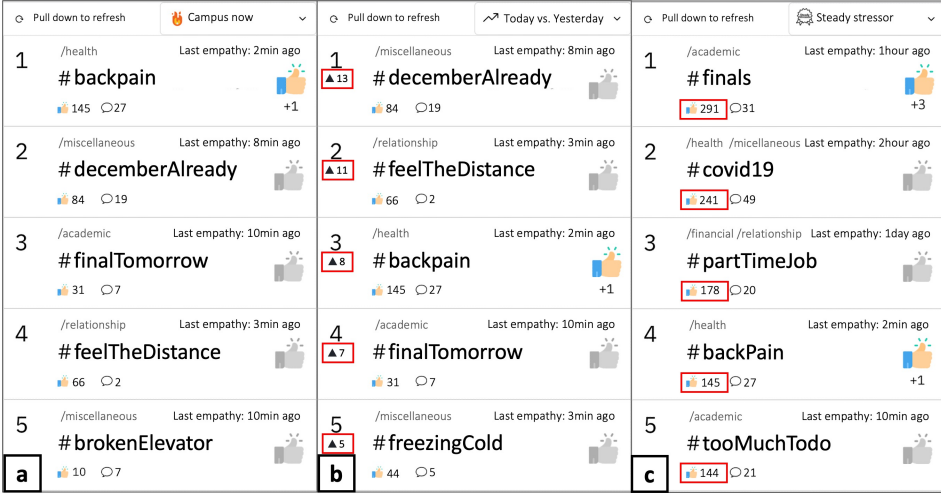 Pull down to refresh Campus now
1
/health Last empathy: 2min ago
#backpain
145 27 +1
2
/miscellaneous Last empathy: 8min ago
#decemberAlready
84 19
3
/academic Last empathy: 10min ago
#finalTomorrow
31 7
4
/relationship Last empathy: 3min ago
#feelTheDistance
66 2
5
/miscellaneous Last empathy: 10min ago
#brokenElevator
10 7
a
Pull down to refresh Today vs. Yesterday
1
▲13
/miscellaneous Last empathy: 8min ago
#decemberAlready
84 19
2
▲11
/relationship Last empathy: 3min ago
#feelTheDistance
66 2
3
▲8
/health Last empathy: 2min ago
#backpain
145 27 +1
4
▲7
/academic Last empathy: 10min ago
#finalTomorrow
31 7
5
▲5
/miscellaneous Last empathy: 3min ago
#freezingCold
44 5
b
Pull down to refresh Steady stressor
1
/academic Last empathy: 1hour ago
#finals
291 31 +3
2
/health /micellaneous Last empathy: 2hour ago
#covid19
241 49
3
/financial /relationship Last empathy: 1day ago
#partTimeJob
178 20
4
/health Last empathy: 2min ago
#backPain
145 27 +1
5
/academic Last empathy: 10min ago
#tooMuchTodo
144 21
c